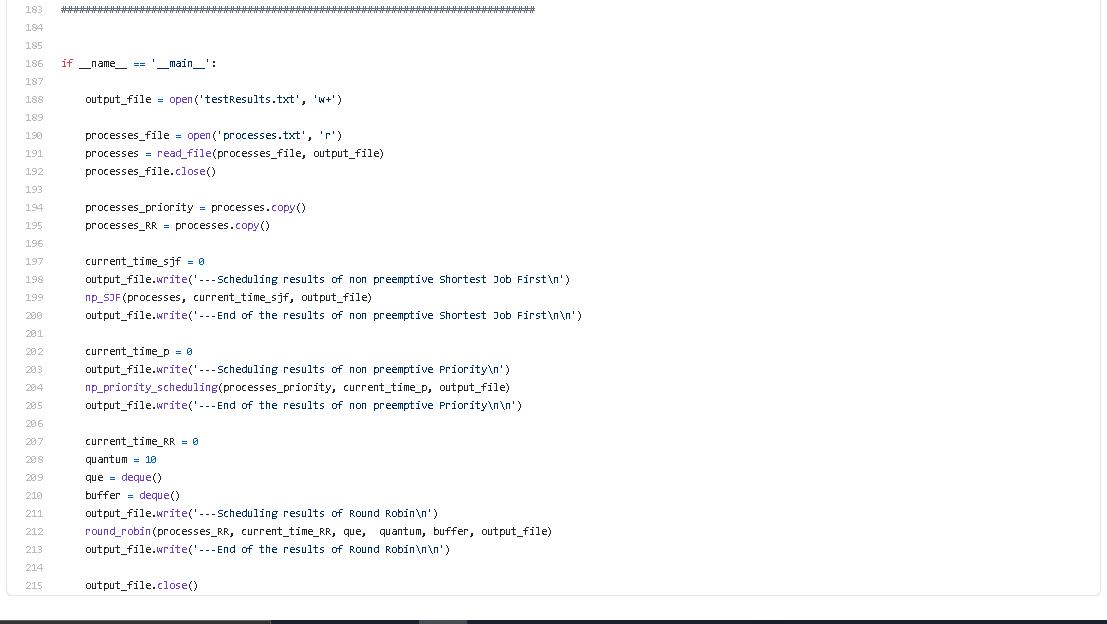 183 ###############################################################################
184
185
186 if __name__ == '__main__':
187
188 output_file = open('testResults.txt', 'w+')
189
190 processes_file = open('processes.txt', 'r')
191 processes = read_file(processes_file, output_file)
192 processes_file.close()
193
194 processes_priority = processes.copy()
195 processes_RR = processes.copy()
196
197 current_time_sjf = 0
198 output_file.write('---Scheduling results of non preemptive Shortest Job First\n')
199 np_SJF(processes, current_time_sjf, output_file)
200 output_file.write('---End of the results of non preemptive Shortest Job First\n\n')
201
202 current_time_p = 0
203 output_file.write('---Scheduling results of non preemptive Priority\n')
204 np_priority_scheduling(processes_priority, current_time_p, output_file)
205 output_file.write('---End of the results of non preemptive Priority\n\n')
206
207 current_time_RR = 0
208 quantum = 10
209 que = deque()
210 buffer = deque()
211 output_file.write('---Scheduling results of Round Robin\n')
212 round_robin(processes_RR, current_time_RR, que,  quantum, buffer, output_file)
213 output_file.write('---End of the results of Round Robin\n\n')
214
215 output_file.close()